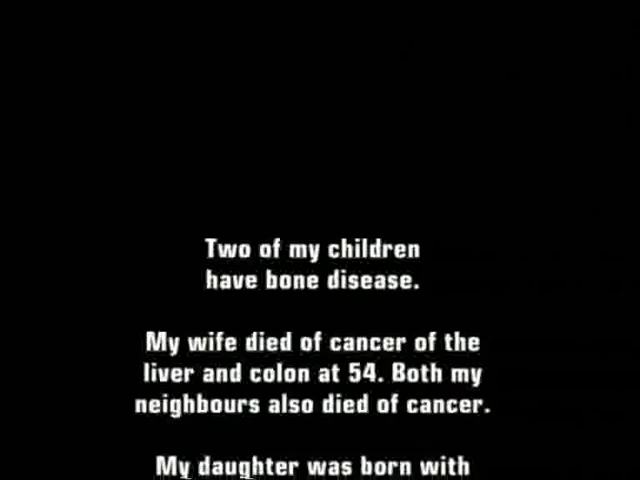 Two of my children
have bone disease.
My wife died of cancer of the
liver and colon at 54. Both my
neighbours also died of cancer.
My daughter was born with